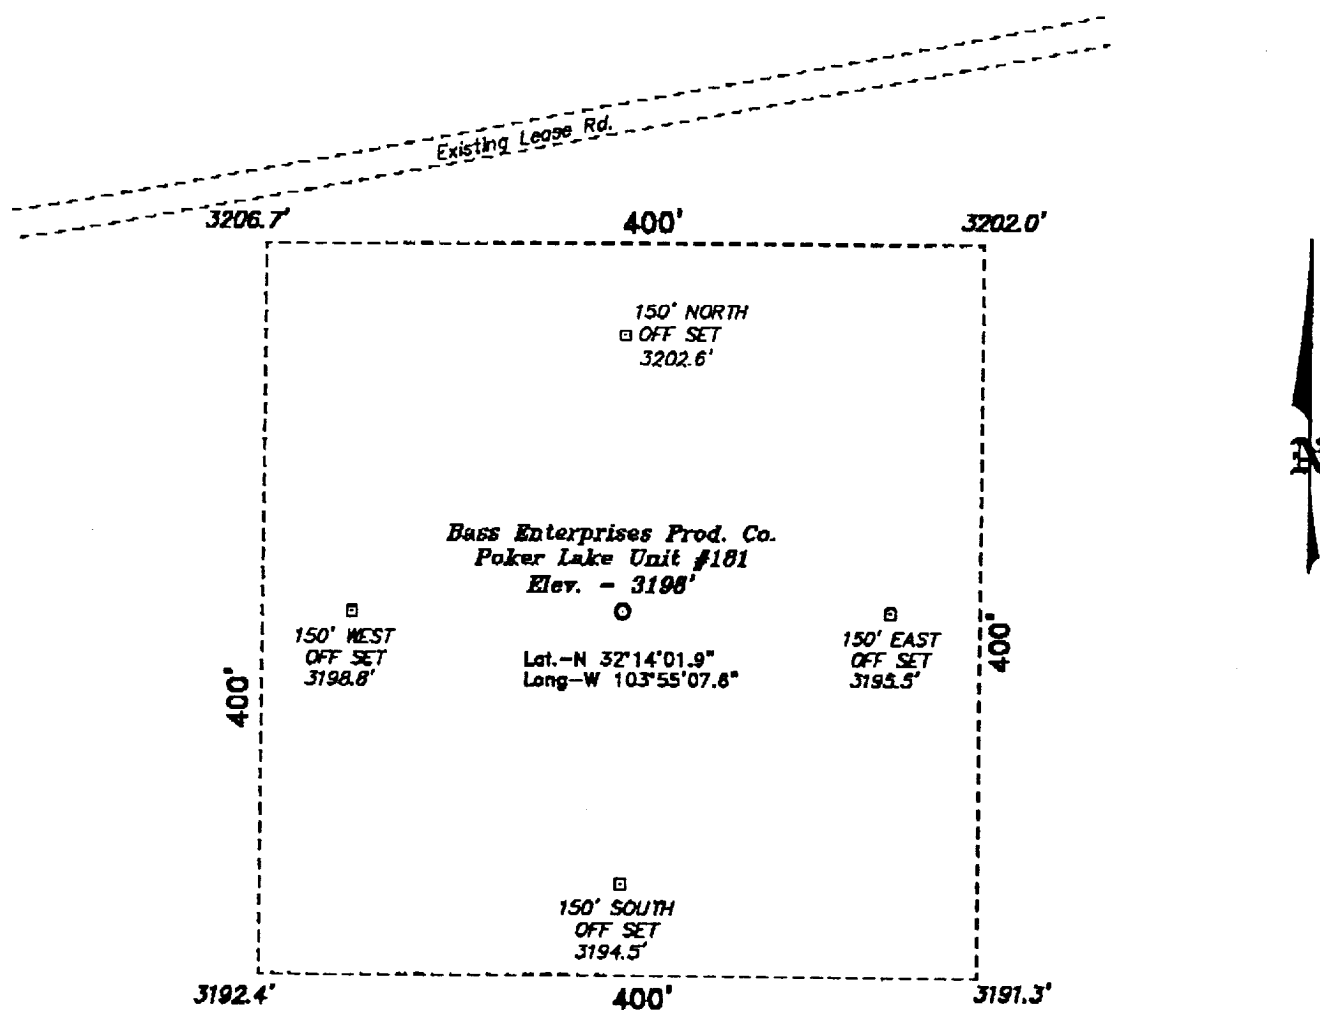 Existing Lease Rd.
3206.7'
400'
3202.0'
150' NORTH
OFF SET
3202.6'
Bass Enterprises Prod. Co.
Poker Lake Unit #181
Elev. - 3198'
150' WEST
OFF SET
3198.8'
Lat.-N 32°14'01.9"
Long-W 103°55'07.6"
150' EAST
OFF SET
3195.5'
400'
400'
150' SOUTH
OFF SET
3194.5'
3192.4'
400'
3191.3'
N